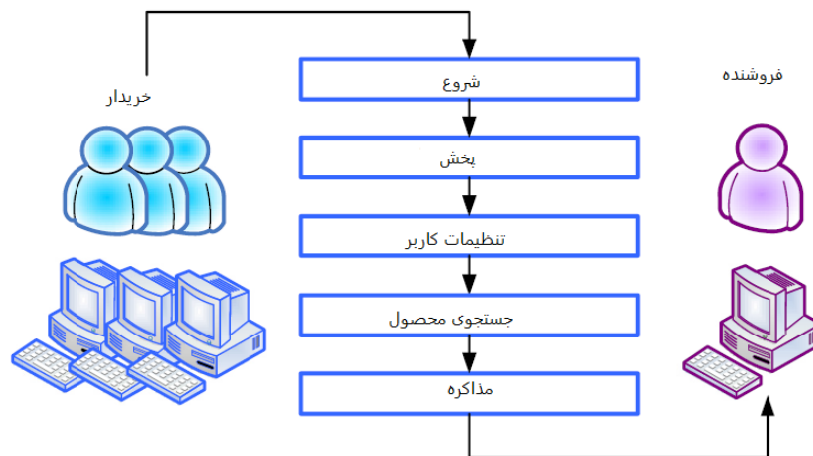 فروشنده
خریدار
شروع
پخش
تنظیمات کاربر
جستجوی محصول
مذاکره